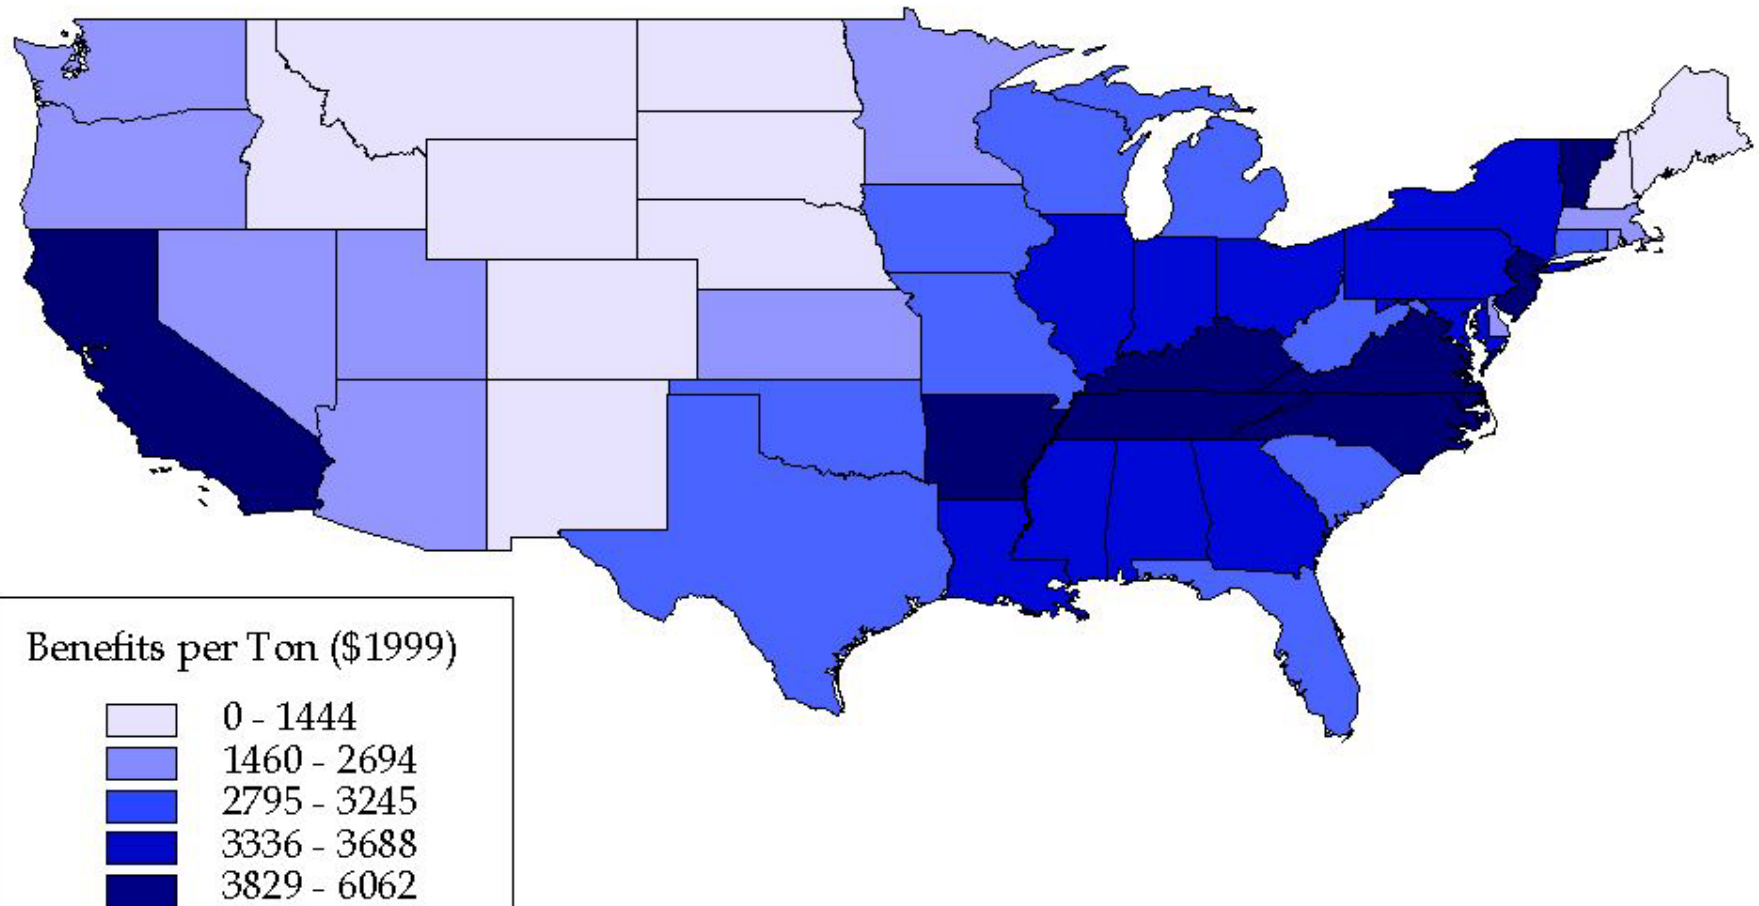 Benefits per Ton ($1999)
0 - 1444
1460 - 2694
2795 - 3245
3336 - 3688
3829 - 6062